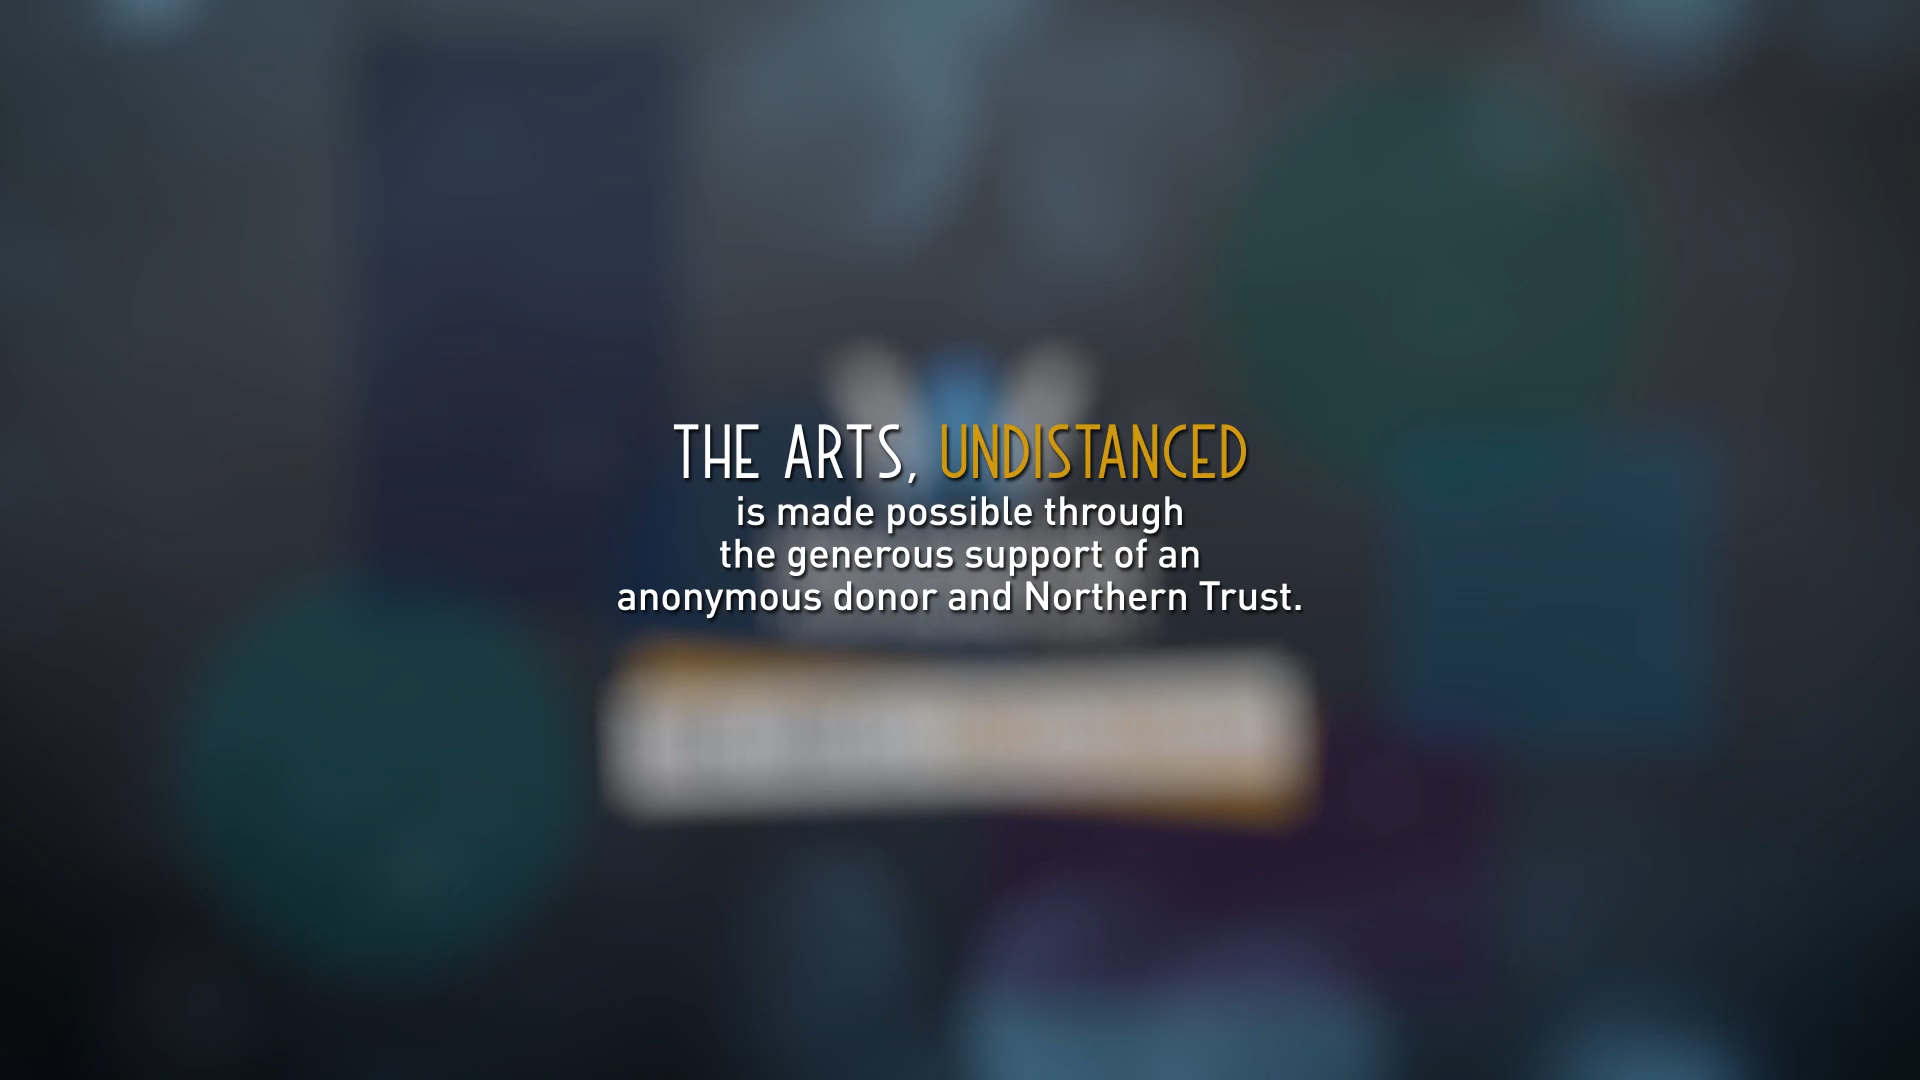 THE ARTS, UNDISTANCED
is made possible through
the generous support of an
anonymous donor and Northern Trust.